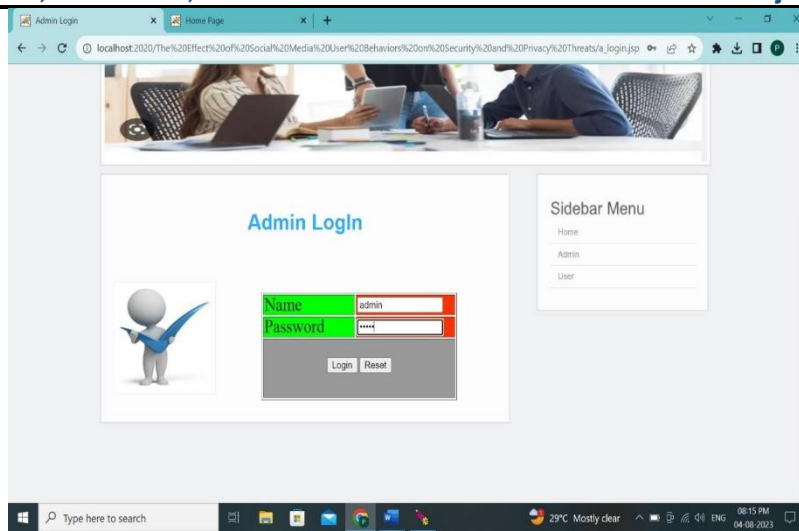 Admin Login
Home Page
localhost:2020/The%20Effect%20of%20Social%20Media%20User%20Behaviors%20on%20Security%20and%20Privacy%20Threats/a_login.jsp
P
Admin LogIn
Name
admin
Password
•••••
Login
Reset
Sidebar Menu
Home
Admin
User
Type here to search
29°C Mostly clear
ENG
08:15 PM
04-08-2023